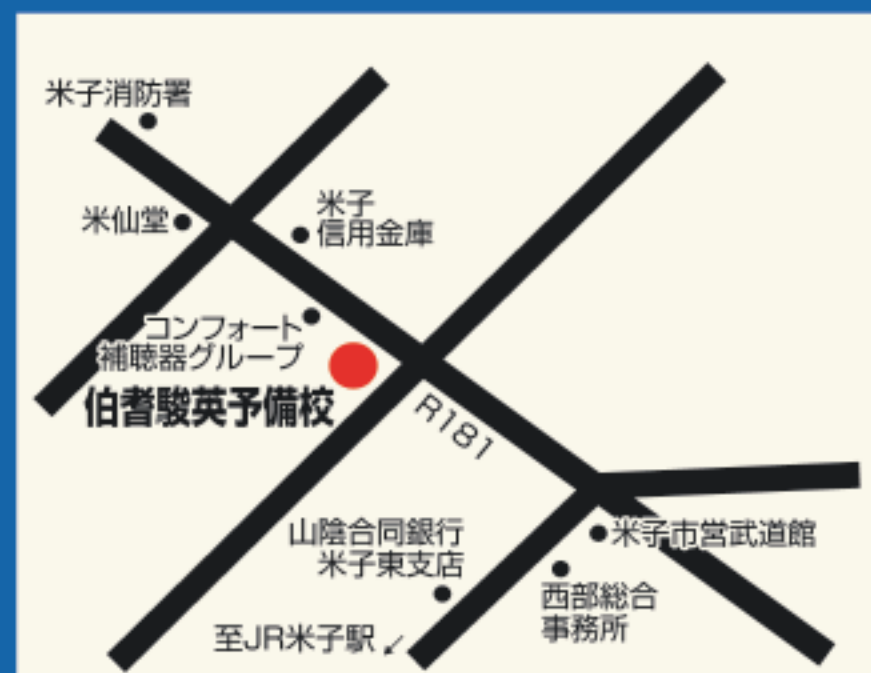 米子消防署
米仙堂
米子
信用金庫
コンフォート
補聴器グループ
伯耆駿英予備校
R181
山陰合同銀行
米子東支店
米子市営武道館
西部総合
事務所
至JR米子駅↙